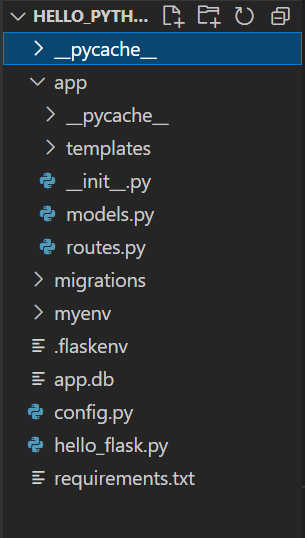 HELLO_PYTH...
__pycache__
app
__pycache__
templates
__init__.py
models.py
routes.py
migrations
myenv
.flaskenv
app.db
config.py
hello_flask.py
requirements.txt